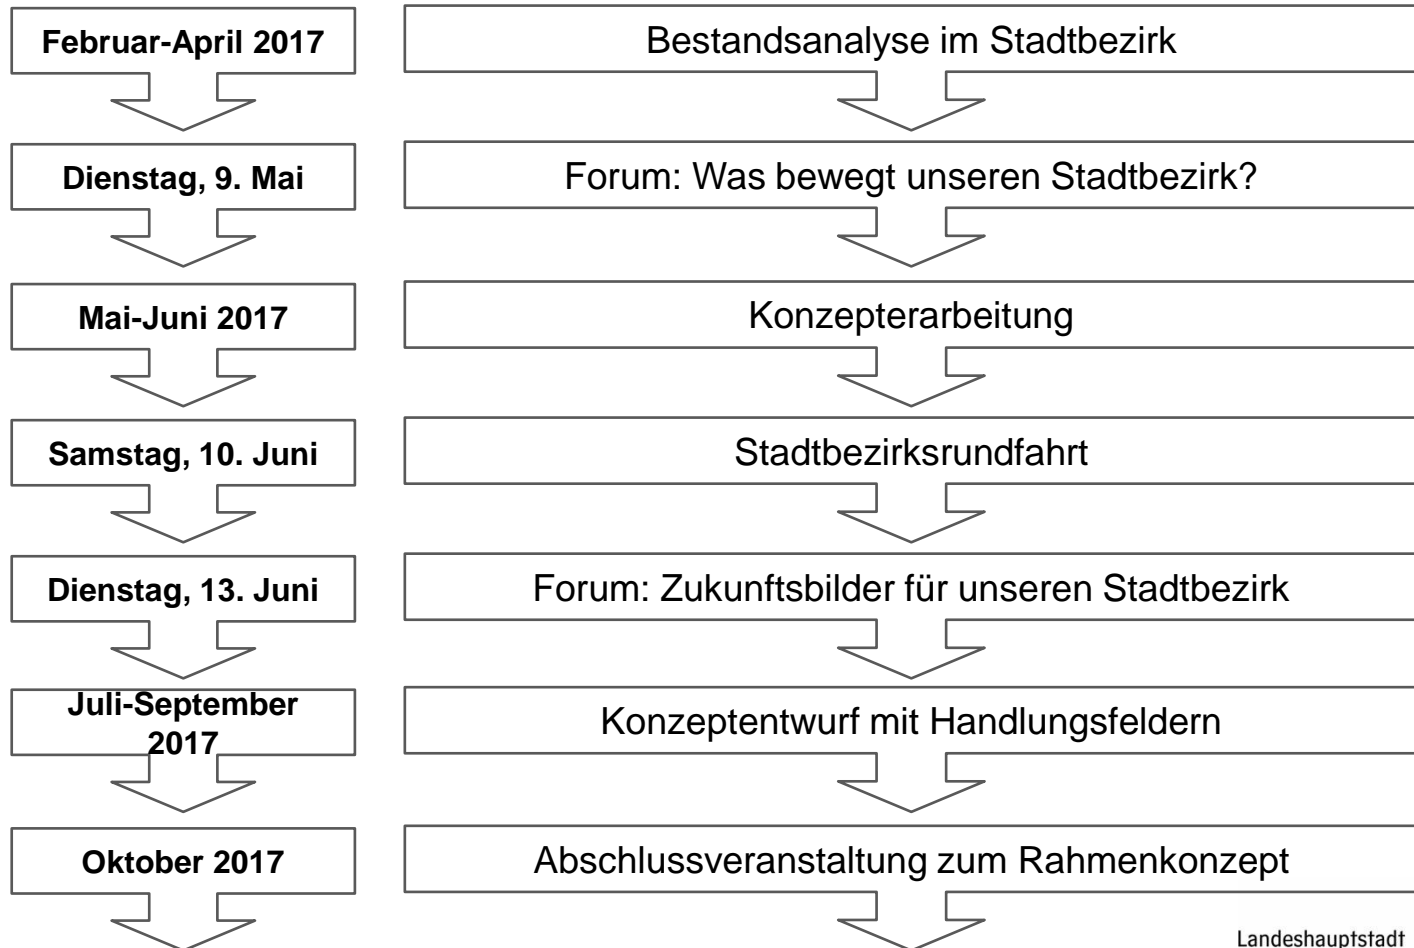 Februar-April 2017
Bestandsanalyse im Stadtbezirk
Dienstag, 9. Mai
Forum: Was bewegt unseren Stadtbezirk?
Mai-Juni 2017
Konzepterarbeitung
Samstag, 10. Juni
Stadtbezirksrundfahrt
Dienstag, 13. Juni
Forum: Zukunftsbilder für unseren Stadtbezirk
Juli-September
2017
Konzeptentwurf mit Handlungsfeldern
Oktober 2017
Abschlussveranstaltung zum Rahmenkonzept
Landeshauptstadt